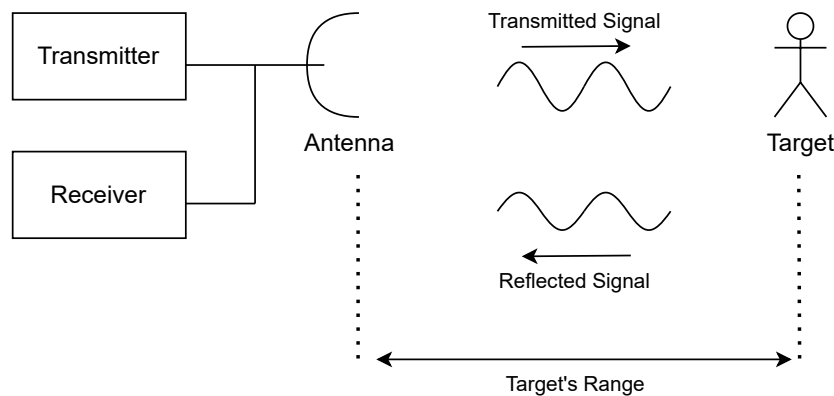 Transmitted Signal
Transmitter
Antenna
Target
Receiver
Reflected Signal
Target's Range